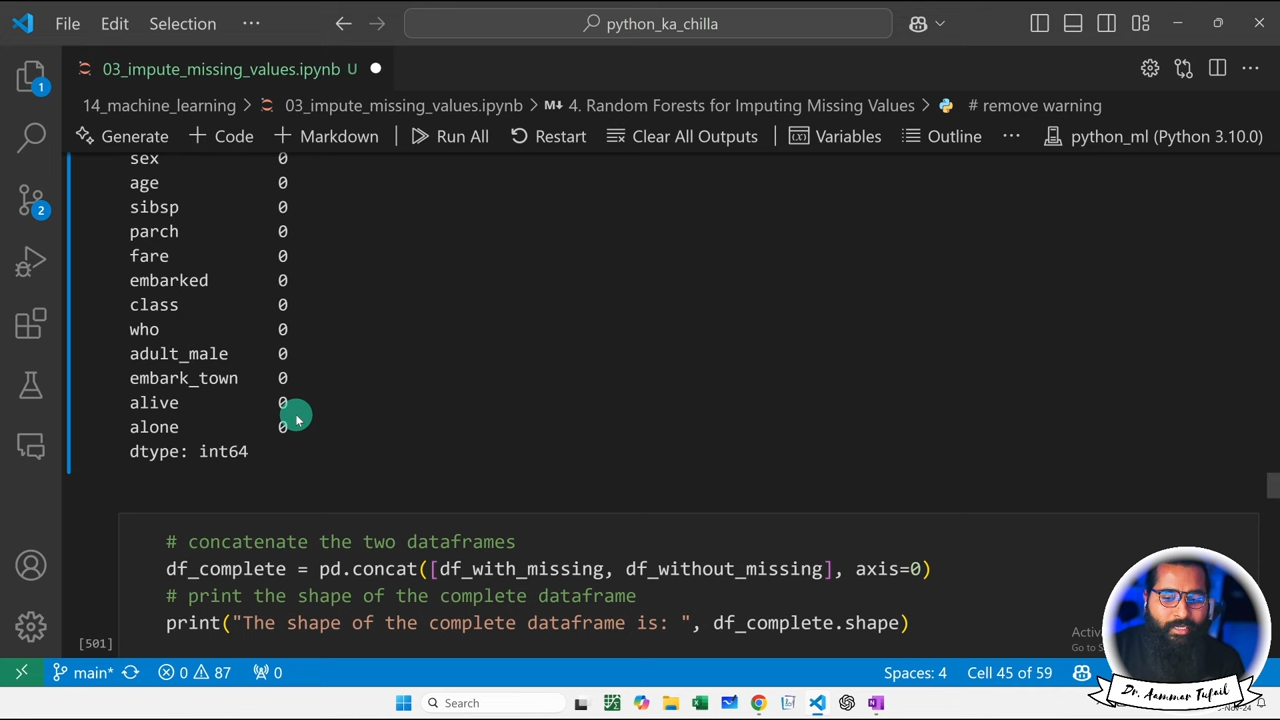 File Edit Selection ··· python_ka_chilla
03_impute_missing_values.ipynb U
14_machine_learning > 03_impute_missing_values.ipynb > M↓ 4. Random Forests for Imputing Missing Values > # remove warning
Generate + Code + Markdown | Run All Restart Clear All Outputs | Variables Outline ··· python_ml (Python 3.10.0)
sex 0
age 0
sibsp 0
parch 0
fare 0
embarked 0
class 0
who 0
adult_male 0
embark_town 0
alive 0
alone 0
dtype: int64
# concatenate the two dataframes
df_complete = pd.concat([df_with_missing, df_without_missing], axis=0)
# print the shape of the complete dataframe
print("The shape of the complete dataframe is: ", df_complete.shape)
[501]
1
2
Dr. Aammar Tufail
main* 0 87 0 Spaces: 4 Cell 45 of 59
Search